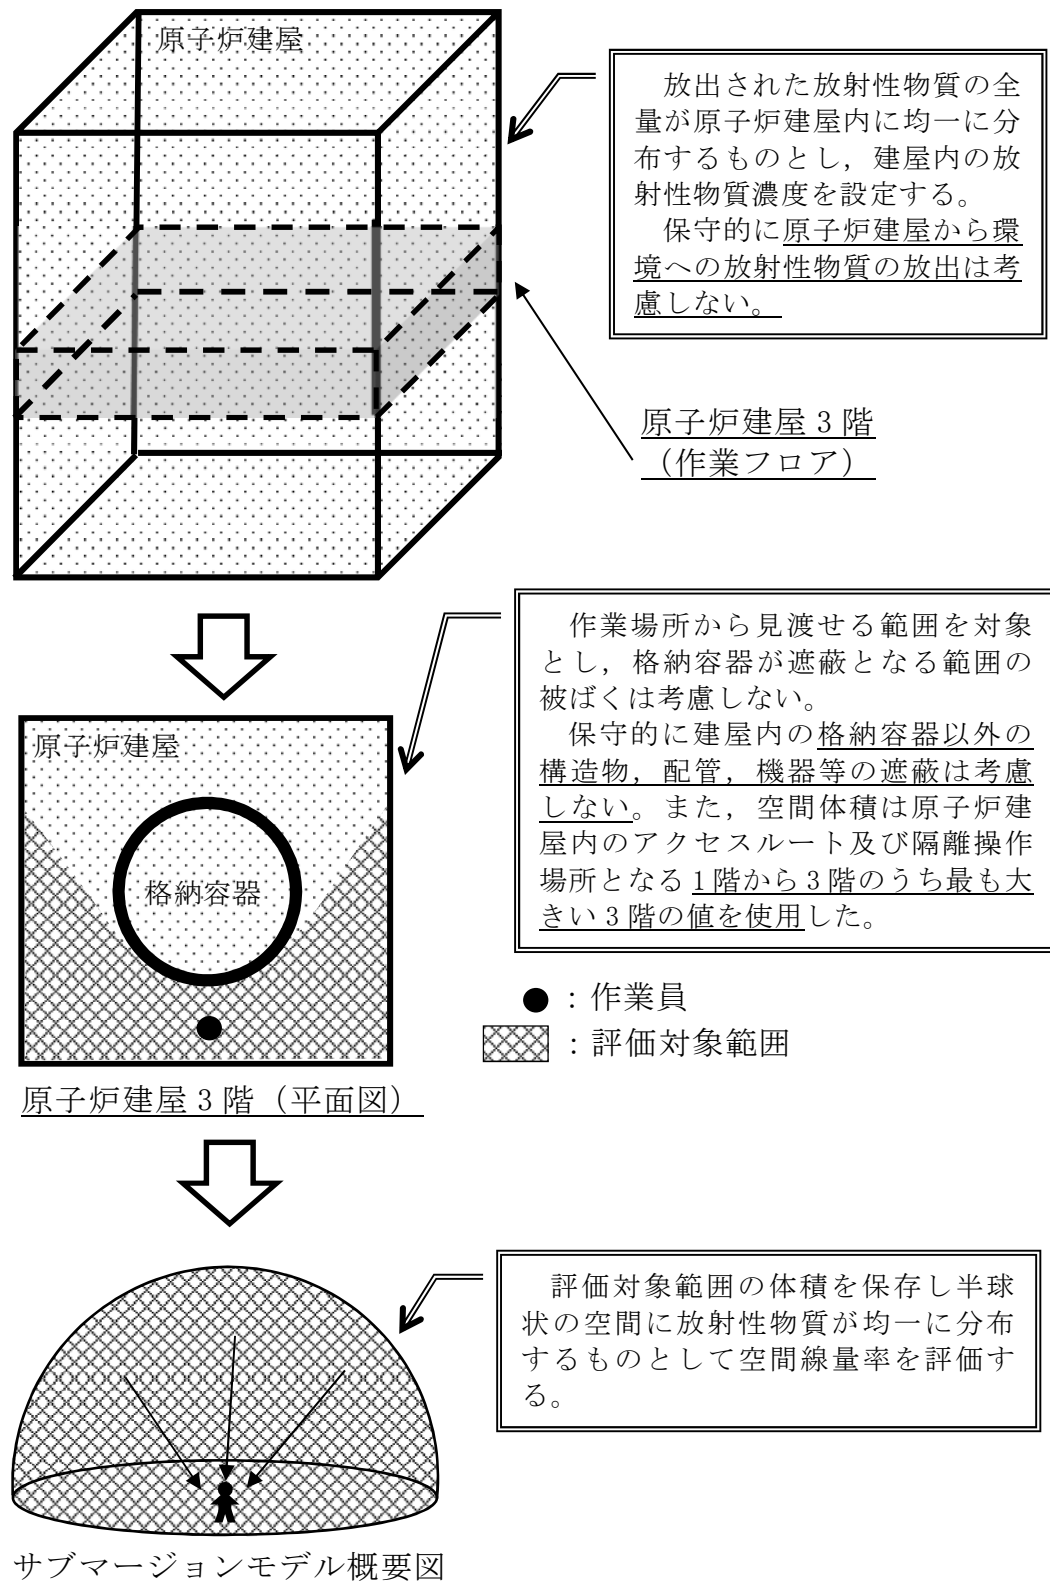 原子炉建屋
放出された放射性物質の全
量が原子炉建屋内に均一に分
布するものとし，建屋内の放
射性物質濃度を設定する。
保守的に原子炉建屋から環
境への放射性物質の放出は考
慮しない。
原子炉建屋３階
（作業フロア）
作業場所から見渡せる範囲を対象
とし，格納容器が遮蔽となる範囲の
被ばくは考慮しない。
保守的に建屋内の格納容器以外の
構造物，配管，機器等の遮蔽は考慮
しない。また，空間体積は原子炉建
屋内のアクセスルート及び隔離操作
場所となる 1 階から 3 階のうち最も大
きい 3 階の値を使用した。
原子炉建屋
格納容器
：作業員
：評価対象範囲
原子炉建屋３階（平面図）
評価対象範囲の体積を保存し半球
状の空間に放射性物質が均一に分布
するものとして空間線量率を評価す
る。
サブマージョンモデル概要図